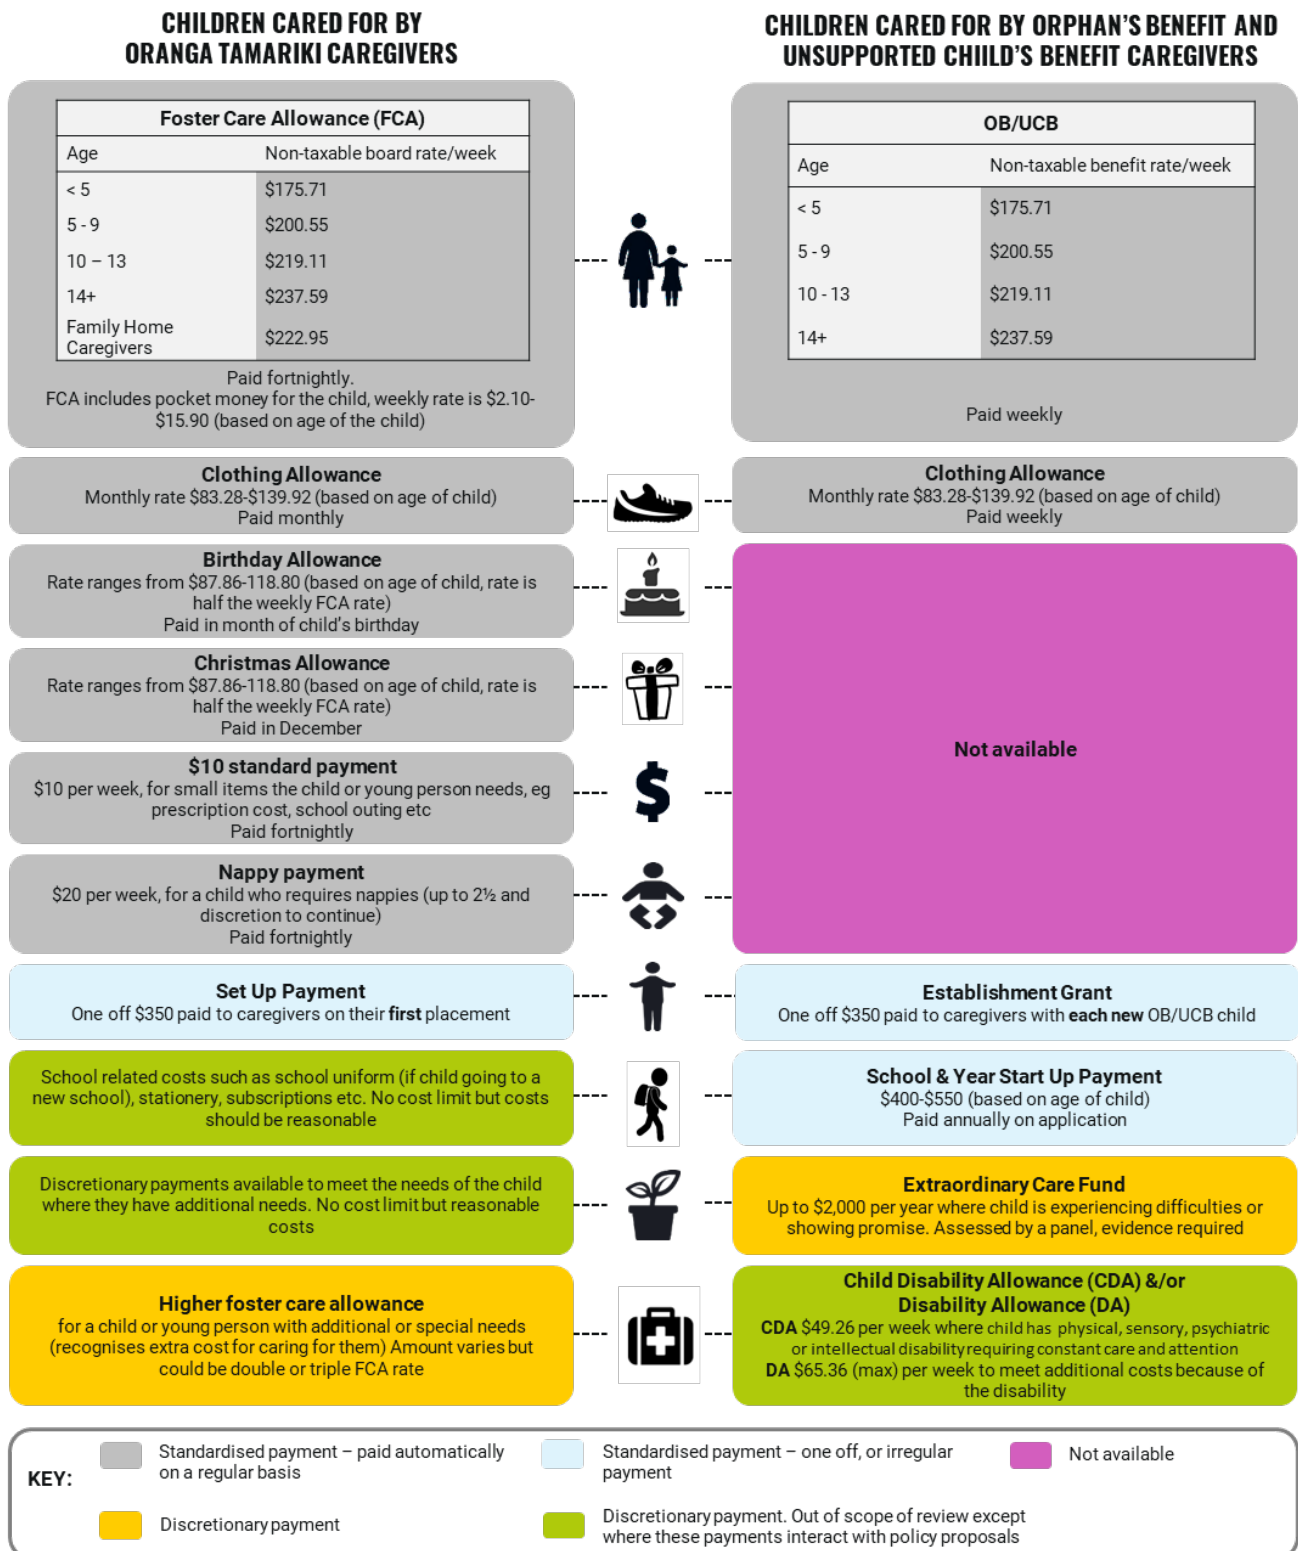 CHILDREN CARED FOR BY
ORANGA TAMARIKI CAREGIVERS
Foster Care Allowance (FCA)
Age Non-taxable board rate/week
< 5 $175.71
5 - 9 $200.55
10 – 13 $219.11
14+ $237.59
Family Home
Caregivers $222.95
Paid fortnightly.
FCA includes pocket money for the child, weekly rate is $2.10-
$15.90 (based on age of the child)
CHILDREN CARED FOR BY ORPHAN'S BENEFIT AND
UNSUPPORTED CHIILD'S BENEFIT CAREGIVERS
OB/UCB
Age Non-taxable benefit rate/week
< 5 $175.71
5 - 9 $200.55
10 - 13 $219.11
14+ $237.59
Paid weekly
Clothing Allowance
Monthly rate $83.28-$139.92 (based on age of child)
Paid monthly
Clothing Allowance
Monthly rate $83.28-$139.92 (based on age of child)
Paid weekly
Birthday Allowance
Rate ranges from $87.86-118.80 (based on age of child, rate is
half the weekly FCA rate)
Paid in month of child's birthday
Christmas Allowance
Rate ranges from $87.86-118.80 (based on age of child, rate is
half the weekly FCA rate)
Paid in December
$10 standard payment
$10 per week, for small items the child or young person needs, eg
prescription cost, school outing etc
Paid fortnightly
Nappy payment
$20 per week, for a child who requires nappies (up to 2½ and
discretion to continue)
Paid fortnightly
Not available
Set Up Payment
One off $350 paid to caregivers on their first placement
Establishment Grant
One off $350 paid to caregivers with each new OB/UCB child
School related costs such as school uniform (if child going to a
new school), stationery, subscriptions etc. No cost limit but costs
should be reasonable
School & Year Start Up Payment
$400-$550 (based on age of child)
Paid annually on application
Discretionary payments available to meet the needs of the child
where they have additional needs. No cost limit but reasonable
costs
Extraordinary Care Fund
Up to $2,000 per year where child is experiencing difficulties or
showing promise. Assessed by a panel, evidence required
Higher foster care allowance
for a child or young person with additional or special needs
(recognises extra cost for caring for them) Amount varies but
could be double or triple FCA rate
Child Disability Allowance (CDA) &/or
Disability Allowance (DA)
CDA $49.26 per week where child has physical, sensory, psychiatric
or intellectual disability requiring constant care and attention
DA $65.36 (max) per week to meet additional costs because of
the disability
KEY:
Standardised payment – paid automatically
on a regular basis
Standardised payment – one off, or irregular
payment
Not available
Discretionary payment
Discretionary payment. Out of scope of review except
where these payments interact with policy proposals